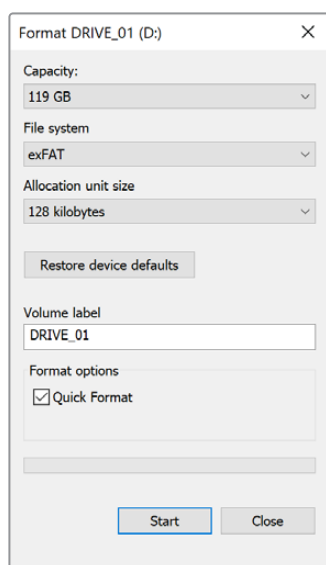 Format DRIVE_01 (D:)
Capacity:
119 GB
File system
exFAT
Allocation unit size
128 kilobytes
Restore device defaults
Volume label
DRIVE_01
Format options
Quick Format
Start Close